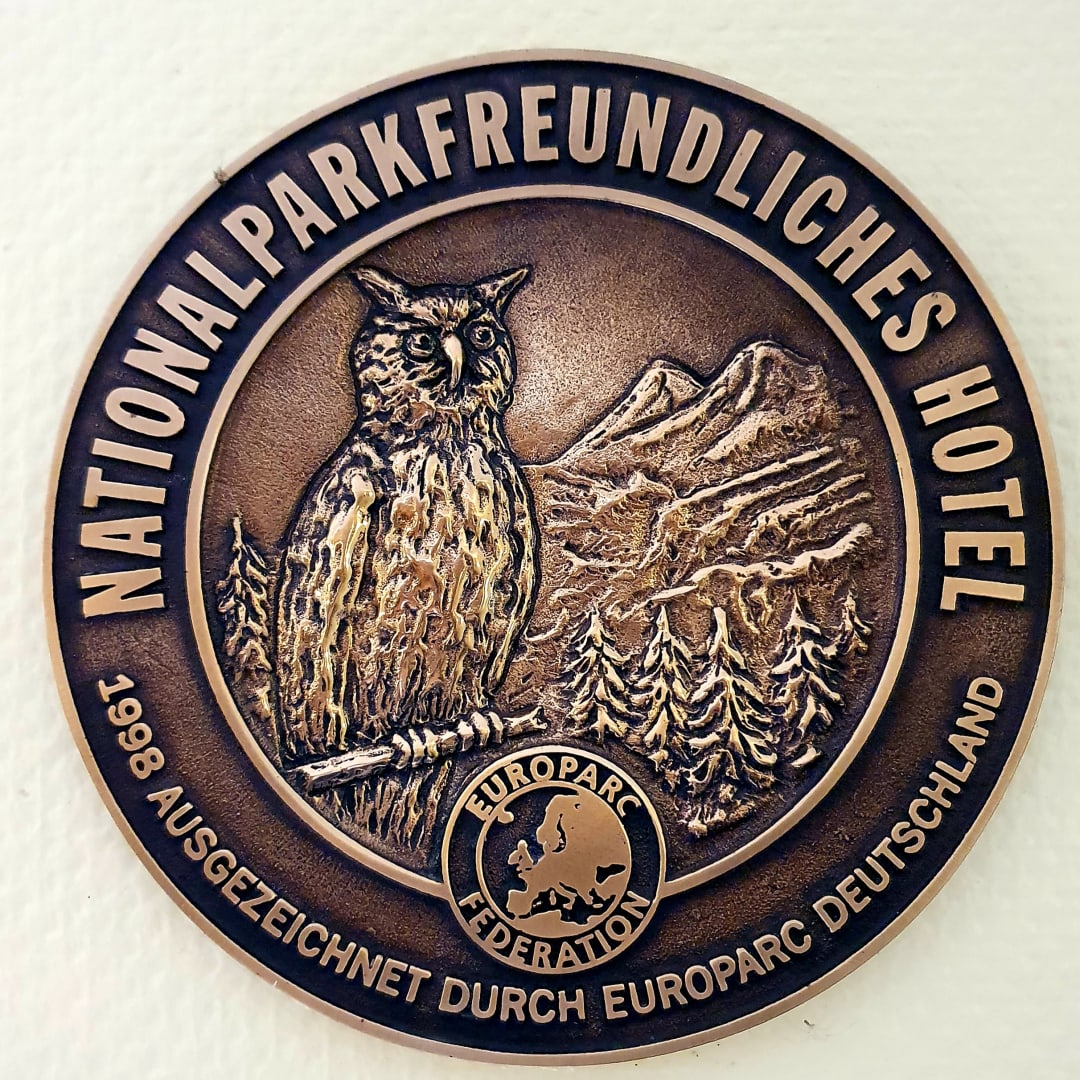 NATIONALPARKFREUNDLICHES HOTEL
EUROPARC
FEDERATION
1998 AUSGEZEICHNET DURCH EUROPARC DEUTSCHLAND